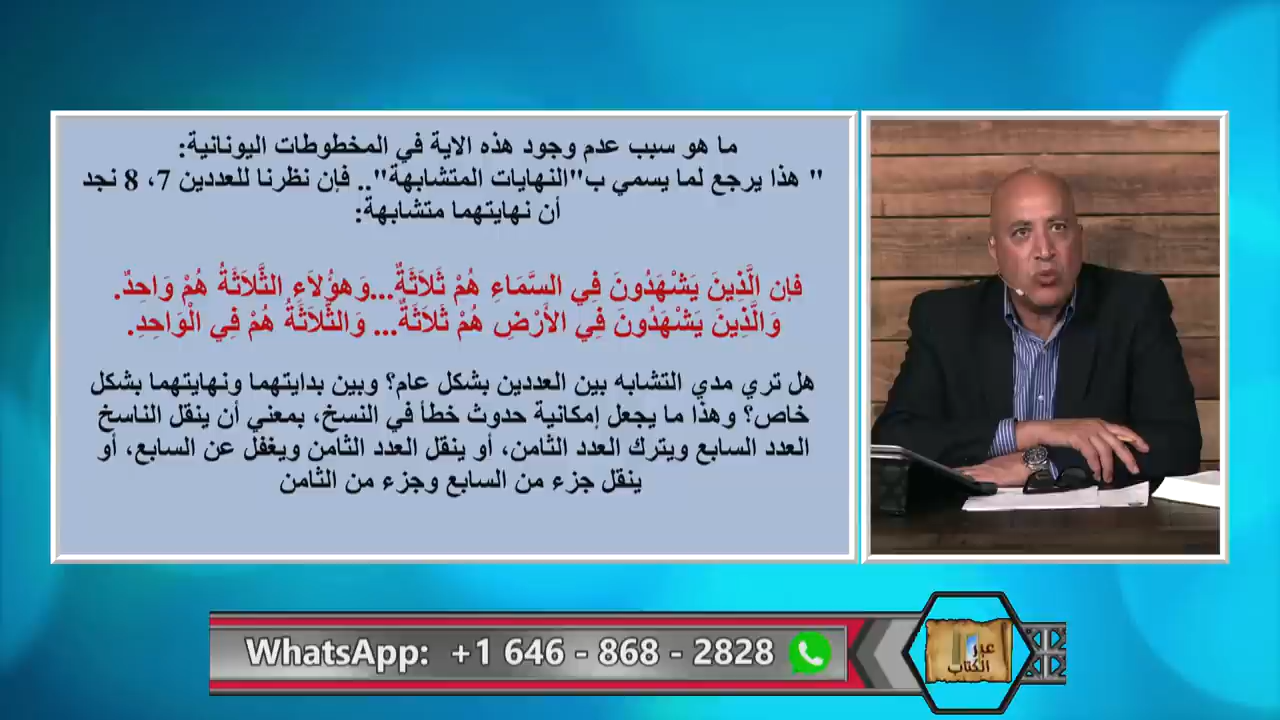 ما هو سبب عدم وجود هذه الاية في المخطوطات اليونانية:
" هذا يرجع لما يسمي ب"النهايات المتشابهة".. فإن نظرنا للعددين 7، 8 نجد
أن نهايتهما متشابهة:
فإن الَّذِينَ يَشْهَدُونَ فِي السَّمَاءِ هُمْ ثَلاَثَةٌ...وَهؤُلاَءِ الثَّلاَثَةُ هُمْ وَاحِدٌ.
وَالَّذِينَ يَشْهَدُونَ فِي الأَرْضِ هُمْ ثَلاَثَةٌ... وَالثَّلاَثَةُ هُمْ فِي الْوَاحِدِ.
هل تري مدي التشابه بين العددين بشكل عام؟ وبين بدايتهما ونهايتهما بشكل
خاص؟ وهذا ما يجعل إمكانية حدوث خطأ في النسخ، بمعني أن ينقل الناسخ
العدد السابع ويترك العدد الثامن، أو ينقل العدد الثامن ويغفل عن السابع، أو
ينقل جزء من السابع وجزء من الثامن
WhatsApp: +1 646 - 868 - 2828
عبر
الكتاب